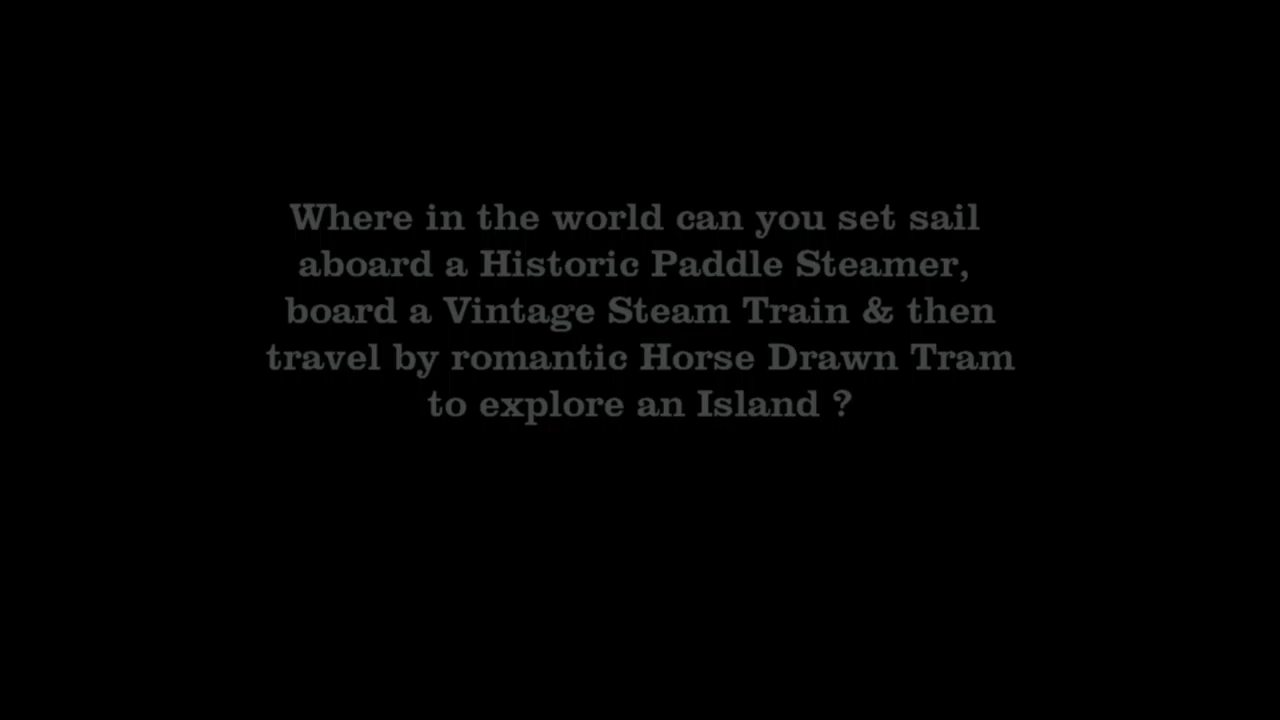 Where in the world can you set sail
aboard a Historic Paddle Steamer,
board a Vintage Steam Train & then
travel by romantic Horse Drawn Tram
to explore an Island ?